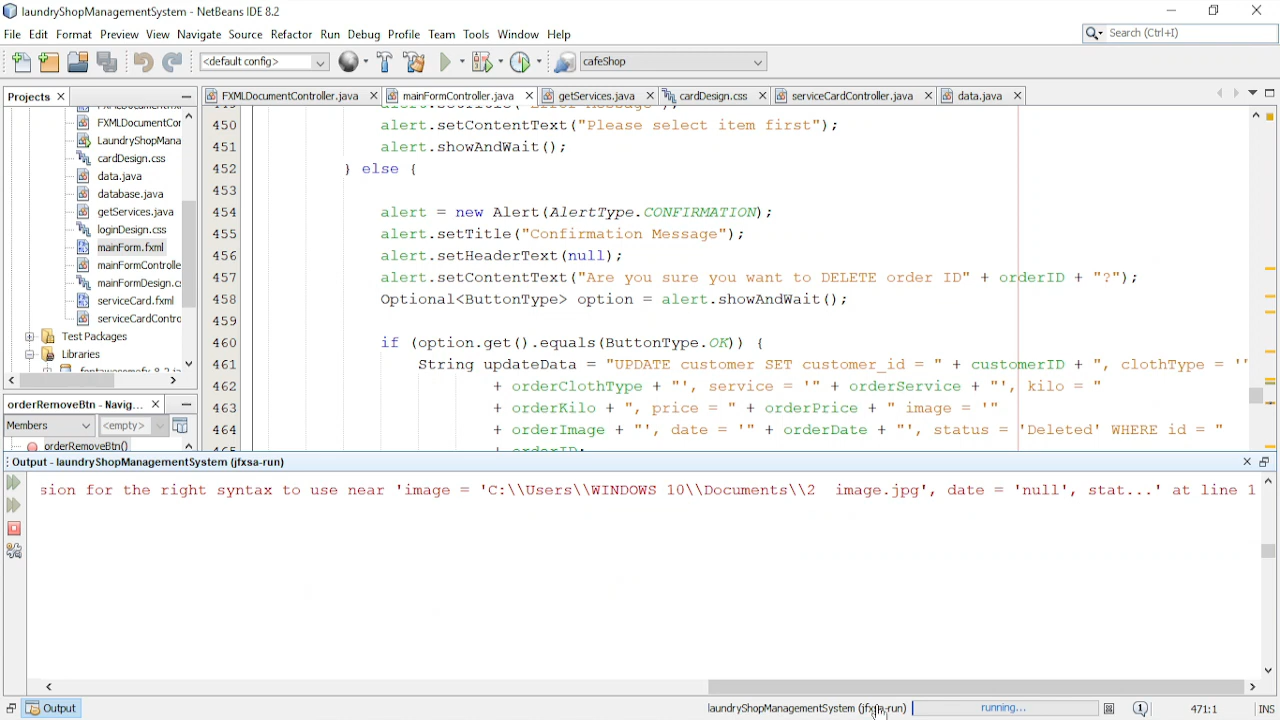 laundryShopManagementSystem - NetBeans IDE 8.2
File Edit Format Preview View Navigate Source Refactor Run Debug Profile Team Tools Window Help
Search (Ctrl+I)
<default config>
cafeShop
Projects
FXMLDocumentController.java mainFormController.java getServices.java cardDesign.css serviceCardController.java data.java
FXMLDocumentCor
LaundryShopMana
cardDesign.css
data.java
database.java
getServices.java
loginDesign.css
mainForm.fxml
mainFormControlle
mainFormDesign.c
serviceCard.fxml
serviceCardContro
Test Packages
Libraries
orderRemoveBtn - Navig...
Members
<empty>
orderRemoveBtn()
450 alert.setContentText("Please select item first");
451 alert.showAndWait();
452 } else {
453
454 alert = new Alert(AlertType.CONFIRMATION);
455 alert.setTitle("Confirmation Message");
456 alert.setHeaderText(null);
457 alert.setContentText("Are you sure you want to DELETE order ID" + orderID + "?");
458 Optional<ButtonType> option = alert.showAndWait();
459
460 if (option.get().equals(ButtonType.OK)) {
461 String updateData = "UPDATE customer SET customer_id = " + customerID + ", clothType = '"
462 + orderClothType + "', service = '" + orderService + "', kilo = "
463 + orderKilo + ", price = " + orderPrice + " image = '"
464 + orderImage + "', date = '" + orderDate + "', status = 'Deleted' WHERE id = "
Output - laundryShopManagementSystem (jfxsa-run)
sion for the right syntax to use near 'image = 'C:\\Users\\WINDOWS 10\\Documents\\2 image.jpg', date = 'null', stat...' at line 1
Output
laundryShopManagementSystem (jfxsa-run)
running...
1
471:1
INS